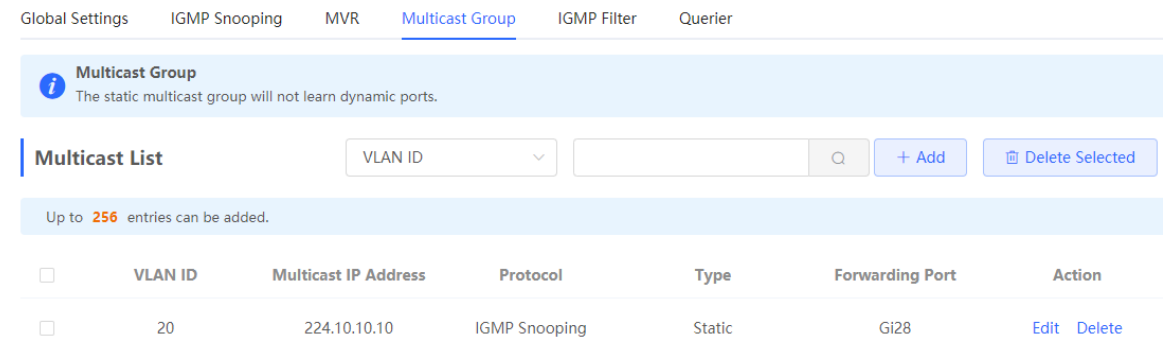 Global Settings IGMP Snooping MVR Multicast Group IGMP Filter Querier
Multicast Group
The static multicast group will not learn dynamic ports.
Multicast List VLAN ID + Add Delete Selected
Up to 256 entries can be added.
VLAN ID Multicast IP Address Protocol Type Forwarding Port Action
20 224.10.10.10 IGMP Snooping Static Gi28 Edit Delete